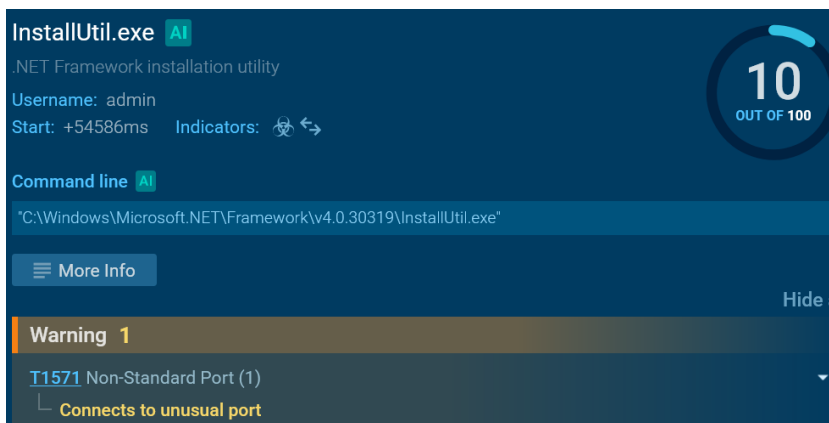 InstallUtil.exe AI
.NET Framework installation utility
Username: admin
Start: +54586ms Indicators:
10
OUT OF 100
Command line AI
"C:\Windows\Microsoft.NET\Framework\v4.0.30319\InstallUtil.exe"
More Info
Hide
Warning 1
T1571 Non-Standard Port (1)
Connects to unusual port